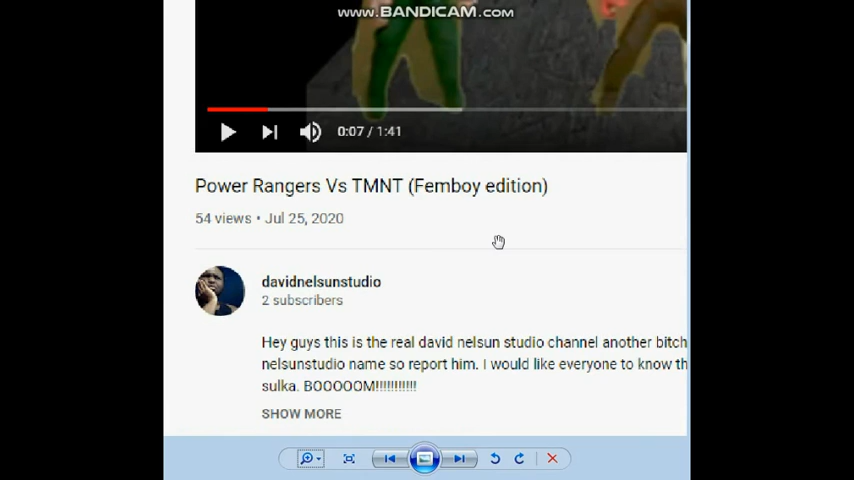 www.BANDICAM.com
0:07 / 1:41
Power Rangers Vs TMNT (Femboy edition)
54 views • Jul 25, 2020
davidnelsunstudio
2 subscribers
Hey guys this is the real david nelsun studio channel another bitch
nelsunstudio name so report him. I would like everyone to know th
sulka. BOOOOOM!!!!!!!!!!!
SHOW MORE